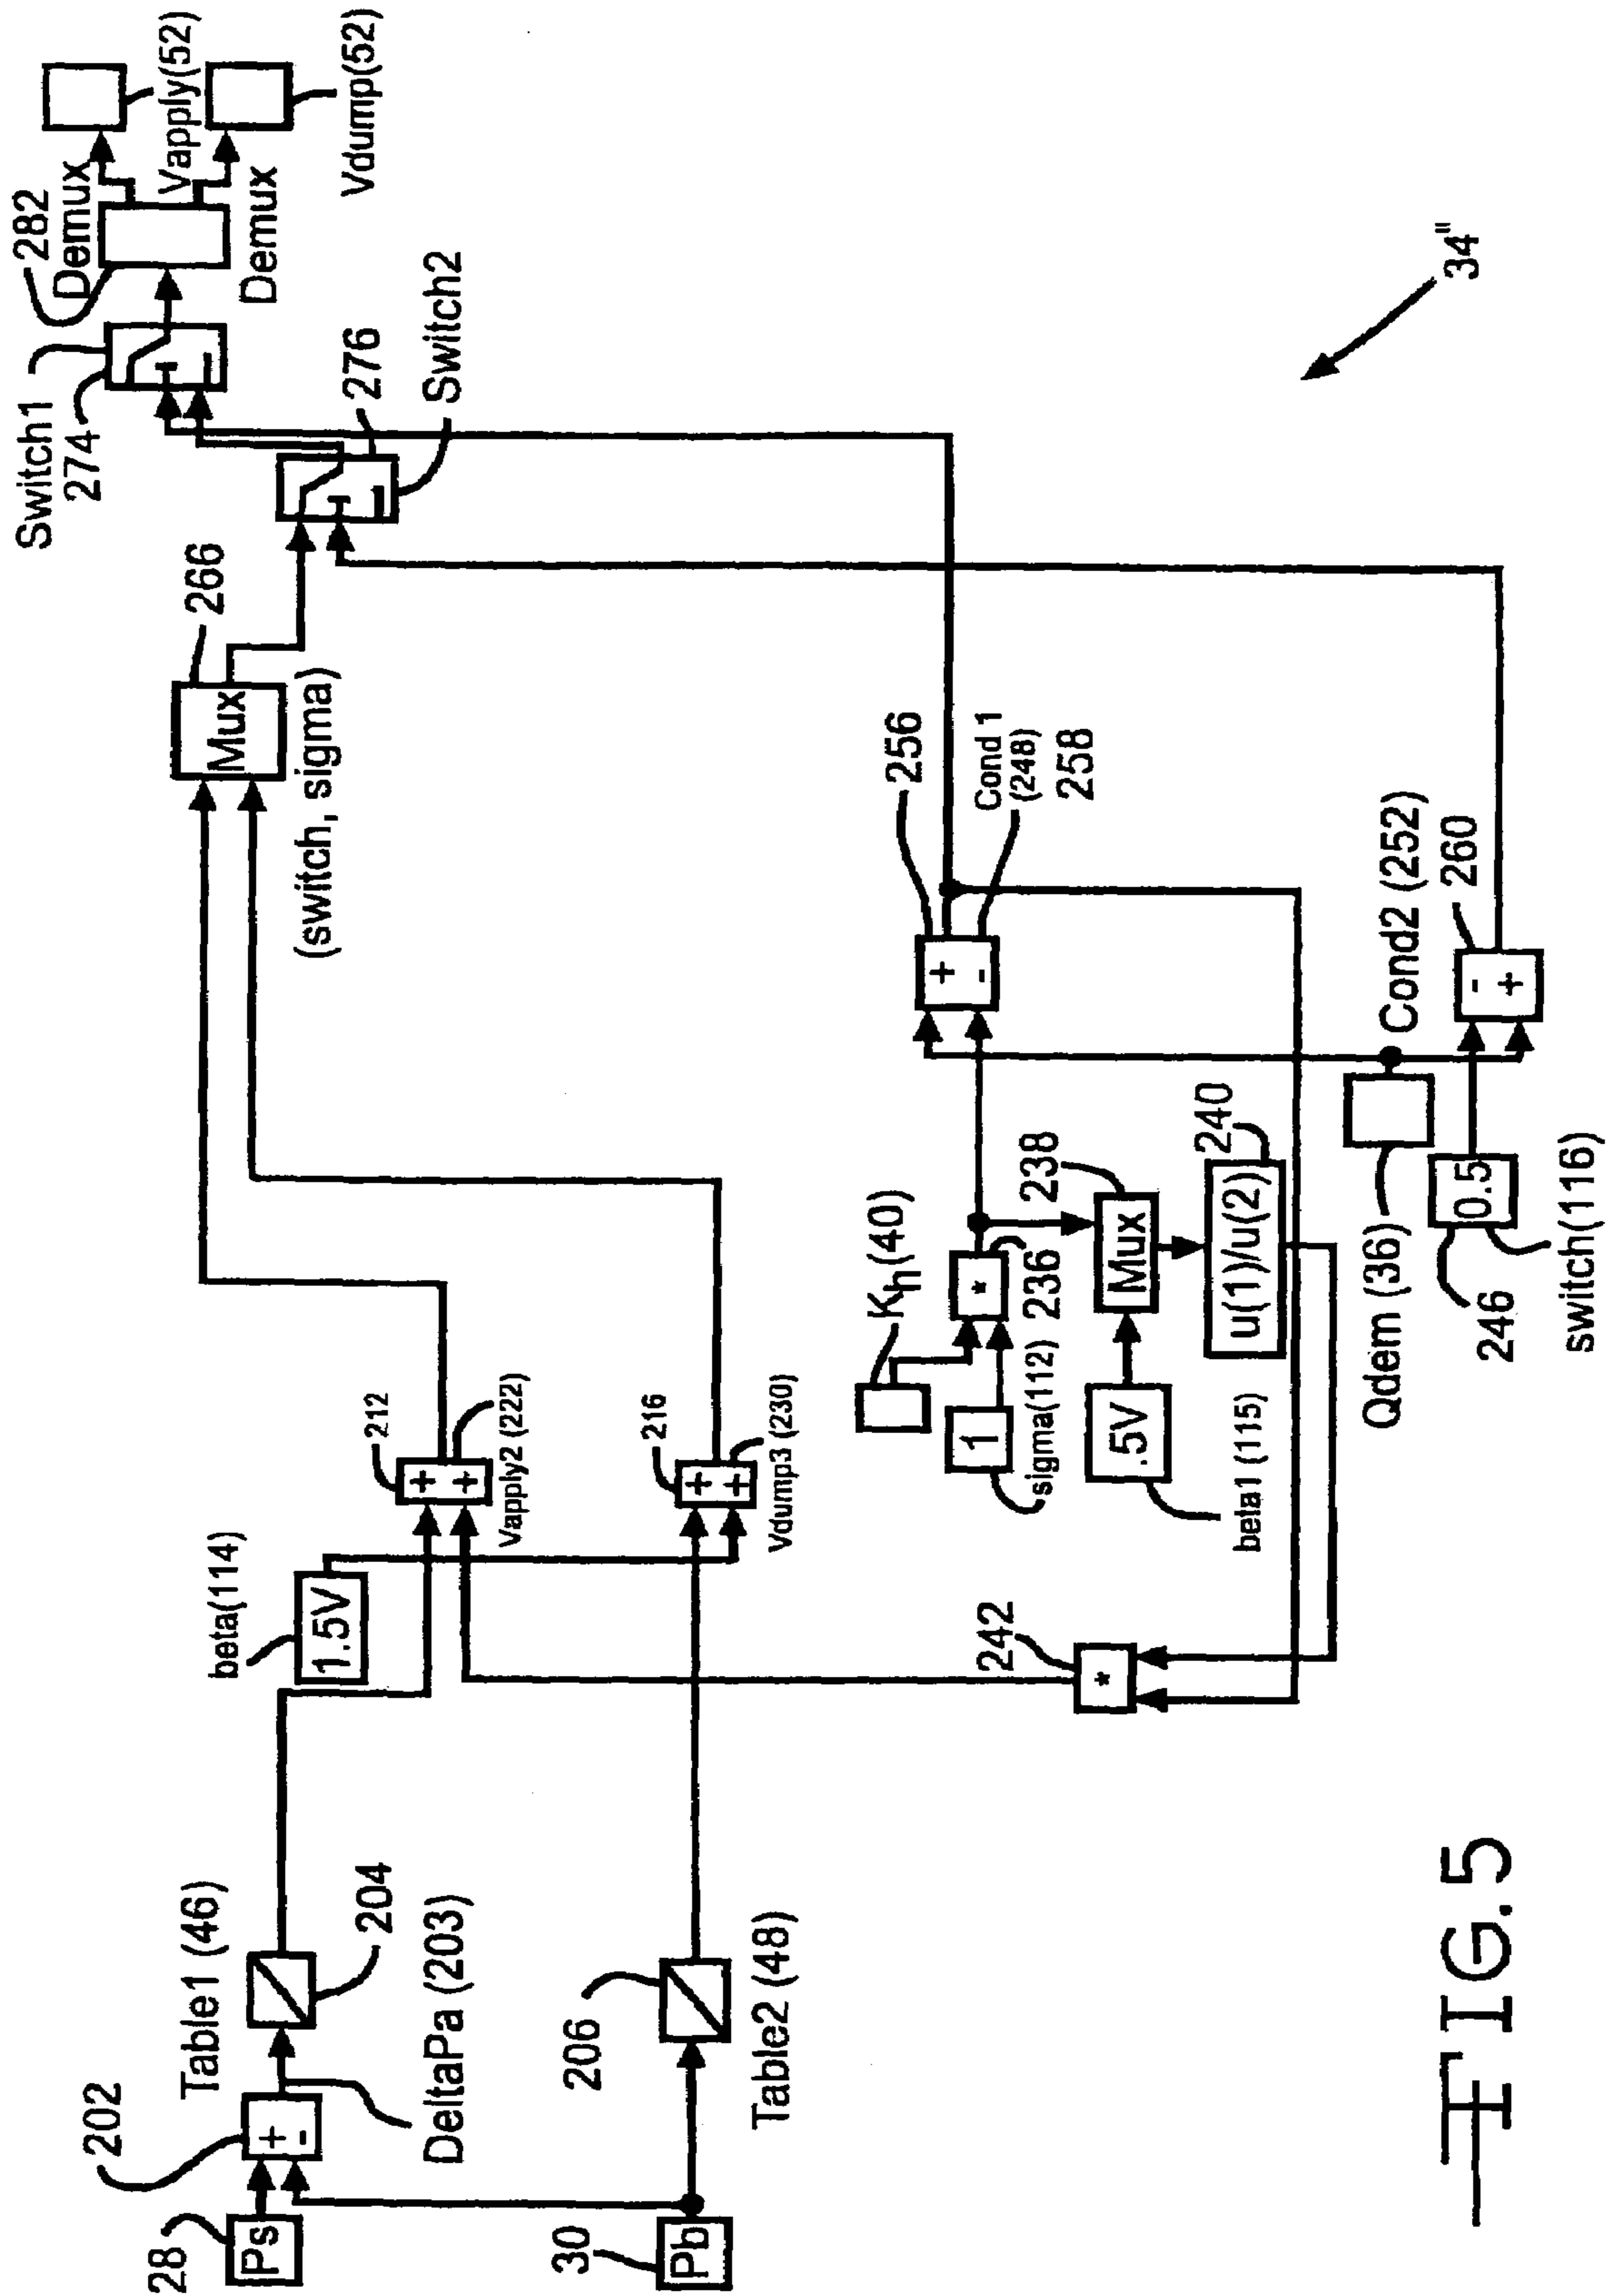 28
Ps
202
+
-
Table1 (46)
204
DeltaPa (203)
30
Pb
206
Table2 (48)
beta(114)
1.5V
212
+
+
Vapply2 (222)
216
+
+
Vdump3 (230)
242
*
Kh(40)
*
236
1
sigma(112)
238
Mux
.5V
beta1 (115)
240
u(1)/u(2)
256
+
-
Cond 1
(248)
258
Qdem (36)
Cond2 (252)
260
-
+
0.5
246
switch(116)
266
Mux
(switch, sigma)
Switch1
274
276
Switch2
282
Demux
Demux
Vapply(52)
Vdump(52)
34"
FIG.5